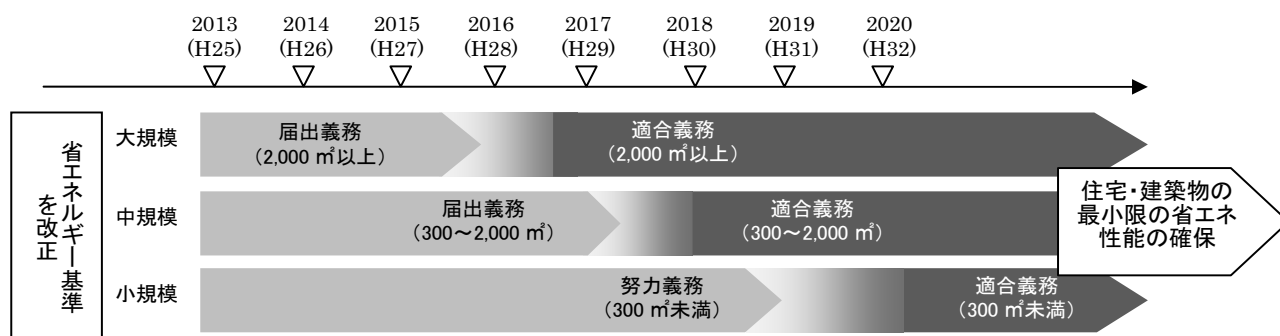 2013 2014 2015 2016 2017 2018 2019 2020
(H25) (H26) (H27) (H28) (H29) (H30) (H31) (H32)
省エネルギー基準
を改正
大規模
届出義務
(2,000 ㎡以上)
適合義務
(2,000 ㎡以上)
中規模
届出義務
(300～2,000 ㎡)
適合義務
(300～2,000 ㎡)
小規模
努力義務
(300 ㎡未満)
適合義務
(300 ㎡未満)
住宅・建築物の
最小限の省エネ
性能の確保